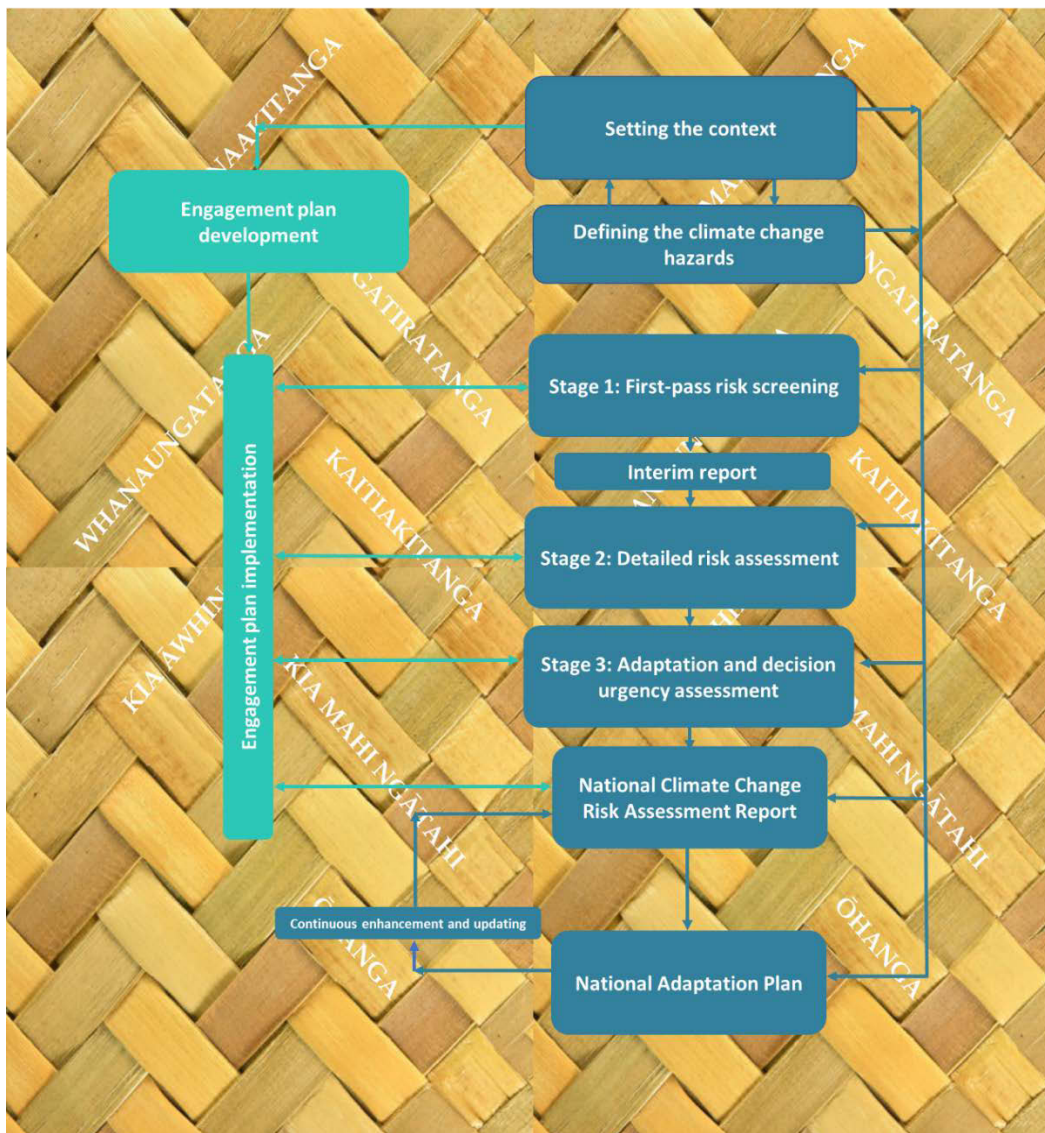 Setting the context
Engagement plan
development
Defining the climate change
hazards
Stage 1: First-pass risk screening
Interim report
Stage 2: Detailed risk assessment
Stage 3: Adaptation and decision
urgency assessment
Engagement plan implementation
National Climate Change
Risk Assessment Report
Continuous enhancement and updating
National Adaptation Plan
WHANAUNGATANGA
KAITIAKITANGA
KIA MAHI NGĀTAHI
KAITIAKITANGA
ŌHANGA